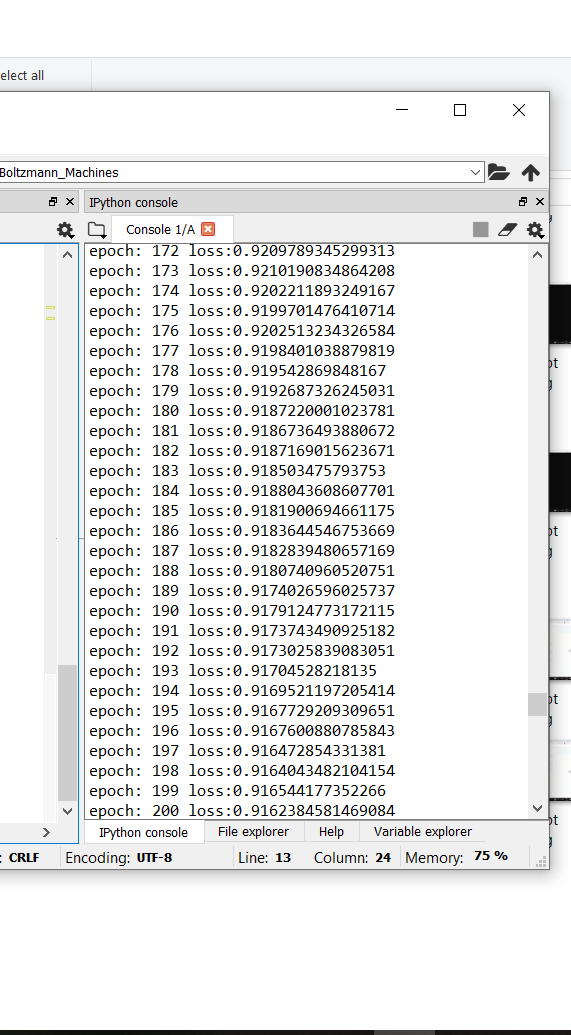 elect all
Boltzmann_Machines
IPython console
Console 1/A
epoch: 172 loss:0.9209789345299313
epoch: 173 loss:0.9210190834864208
epoch: 174 loss:0.9202211893249167
epoch: 175 loss:0.9199701476410714
epoch: 176 loss:0.9202513234326584
epoch: 177 loss:0.9198401038879819
epoch: 178 loss:0.919542869848167
epoch: 179 loss:0.9192687326245031
epoch: 180 loss:0.9187220001023781
epoch: 181 loss:0.9186736493880672
epoch: 182 loss:0.9187169015623671
epoch: 183 loss:0.918503475793753
epoch: 184 loss:0.9188043608607701
epoch: 185 loss:0.9181900694661175
epoch: 186 loss:0.9183644546753669
epoch: 187 loss:0.9182839480657169
epoch: 188 loss:0.9180740960520751
epoch: 189 loss:0.9174026596025737
epoch: 190 loss:0.9179124773172115
epoch: 191 loss:0.9173743490925182
epoch: 192 loss:0.9173025839083051
epoch: 193 loss:0.91704528218135
epoch: 194 loss:0.9169521197205414
epoch: 195 loss:0.9167729209309651
epoch: 196 loss:0.9167600880785843
epoch: 197 loss:0.916472854331381
epoch: 198 loss:0.9164043482104154
epoch: 199 loss:0.916544177352266
epoch: 200 loss:0.9162384581469084
IPython console File explorer Help Variable explorer
: CRLF Encoding: UTF-8 Line: 13 Column: 24 Memory: 75 %